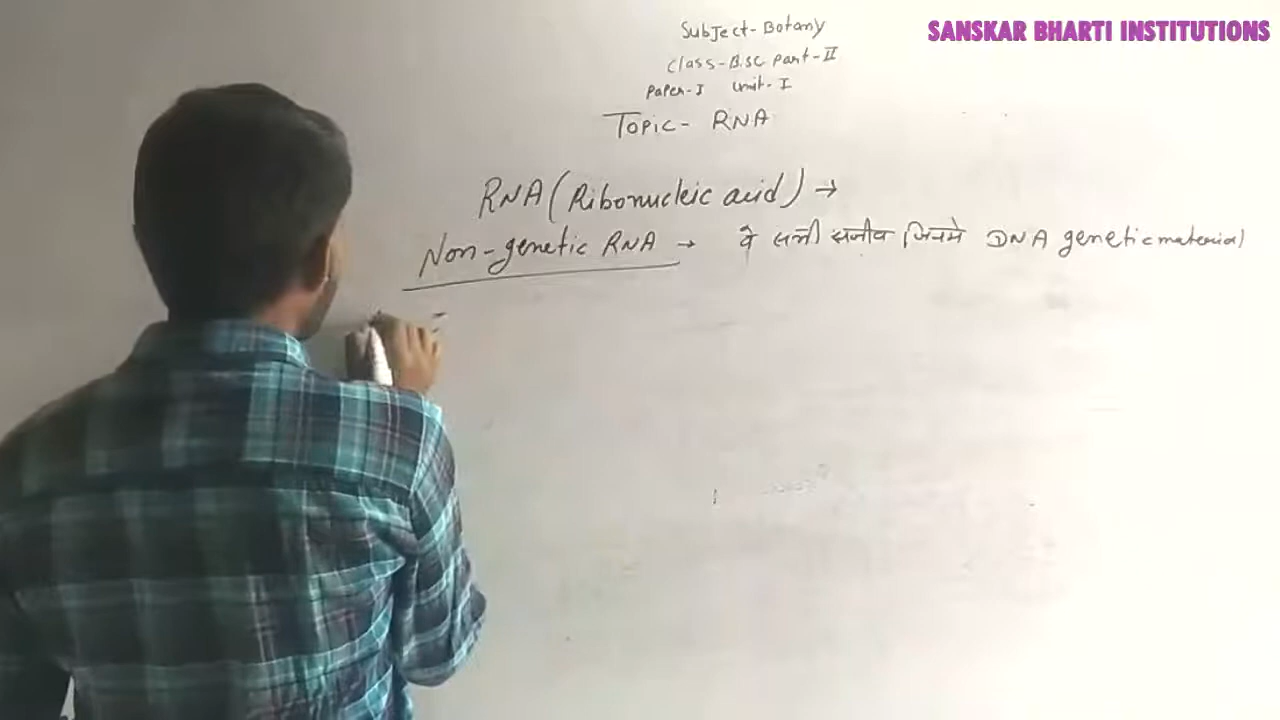 SANSKAR BHARTI INSTITUTIONS
Subject- Botany
Class- B.Sc Part-II
Paper-I Unit-I
Topic- RNA
RNA (Ribonucleic acid) →
Non-genetic RNA → वे सभी सजीव जिनमे DNA genetic material